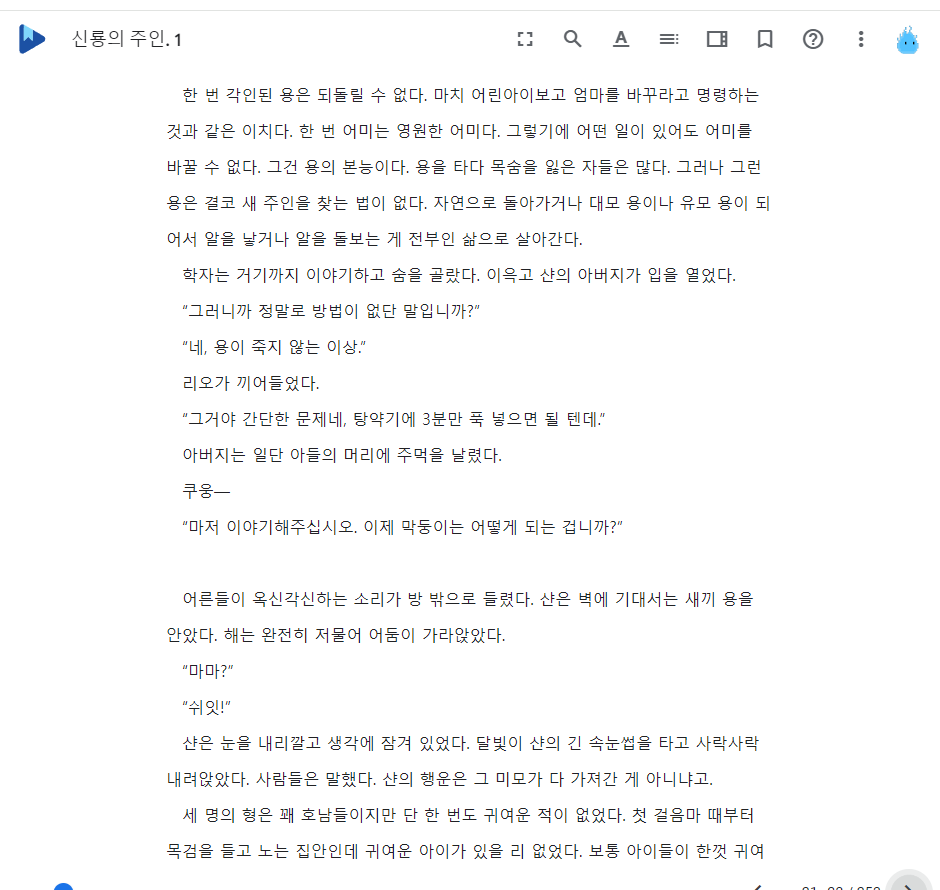 신룡의 주인. 1
한 번 각인된 용은 되돌릴 수 없다. 마치 어린아이보고 엄마를 바꾸라고 명령하는
것과 같은 이치다. 한 번 어미는 영원한 어미다. 그렇기에 어떤 일이 있어도 어미를
바꿀 수 없다. 그건 용의 본능이다. 용을 타다 목숨을 잃은 자들은 많다. 그러나 그런
용은 결코 새 주인을 찾는 법이 없다. 자연으로 돌아가거나 대모 용이나 유모 용이 되
어서 알을 낳거나 알을 돌보는 게 전부인 삶으로 살아간다.
학자는 거기까지 이야기하고 숨을 골랐다. 이윽고 샨의 아버지가 입을 열었다.
“그러니까 정말로 방법이 없단 말입니까?”
“네, 용이 죽지 않는 이상.”
리오가 끼어들었다.
“그거야 간단한 문제네, 탕약기에 3분만 푹 넣으면 될 텐데.”
아버지는 일단 아들의 머리에 주먹을 날렸다.
쿠웅―
“마저 이야기해주십시오. 이제 막둥이는 어떻게 되는 겁니까?”
어른들이 옥신각신하는 소리가 방 밖으로 들렸다. 샨은 벽에 기대서는 새끼 용을
안았다. 해는 완전히 저물어 어둠이 가라앉았다.
“마마?”
“쉬잇!”
샨은 눈을 내리깔고 생각에 잠겨 있었다. 달빛이 샨의 긴 속눈썹을 타고 사락사락
내려앉았다. 사람들은 말했다. 샨의 행운은 그 미모가 다 가져간 게 아니냐고.
세 명의 형은 꽤 호남들이지만 단 한 번도 귀여운 적이 없었다. 첫 걸음마 때부터
목검을 들고 노는 집안인데 귀여운 아이가 있을 리 없었다. 보통 아이들이 한껏 귀여